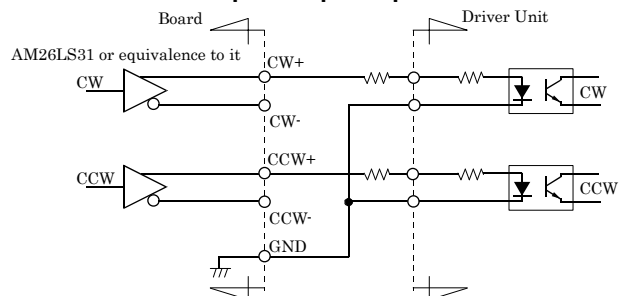 Board
Driver Unit
AM26LS31 or equivalence to it
CW
CW+
CW-
CW
CCW
CCW+
CCW-
CCW
GND